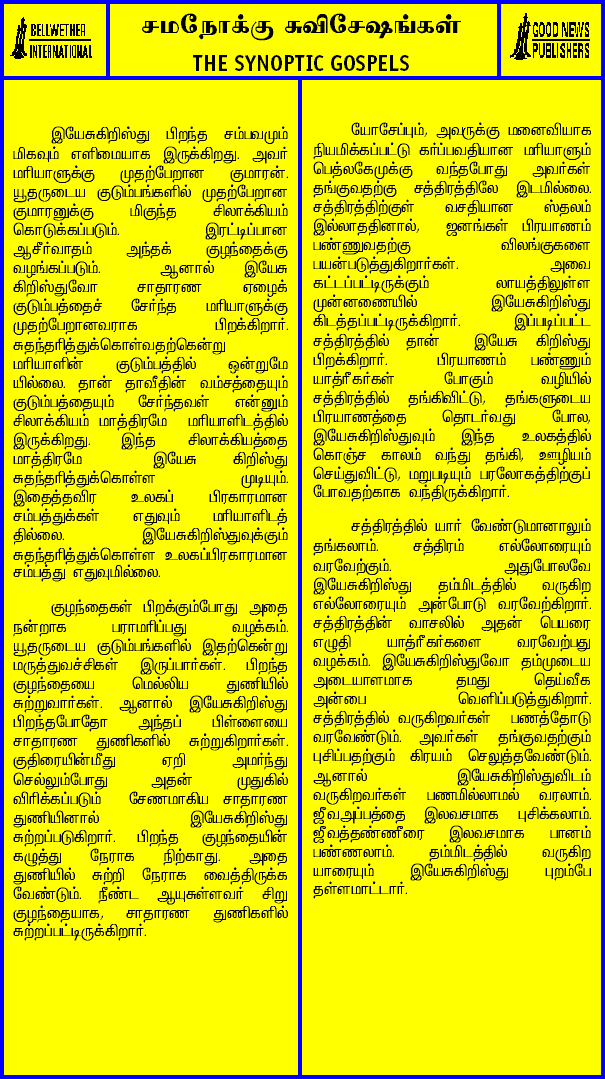 BELLWETHER
INTERNATIONAL
சமநோக்கு சுவிசேஷங்கள்
THE SYNOPTIC GOSPELS
GOOD NEWS
PUBLISHERS
இயேசுகிறிஸ்து பிறந்த சம்பவமும்
மிகவும் எளிமையாக இருக்கிறது. அவர்
மரியாளுக்கு முதற்பேறான குமாரன்.
யூதருடைய குடும்பங்களில் முதற்பேறான
குமாரனுக்கு மிகுந்த சிலாக்கியம்
கொடுக்கப்படும். இரட்டிப்பான
ஆசீர்வாதம் அந்தக் குழந்தைக்கு
வழங்கப்படும். ஆனால் இயேசு
கிறிஸ்துவோ சாதாரண ஏழைக்
குடும்பத்தைச் சேர்ந்த மரியாளுக்கு
முதற்பேறானவராக பிறக்கிறார்.
சுதந்தரித்துக்கொள்வதற்கென்று
மரியாளின் குடும்பத்தில் ஒன்றுமே
யில்லை. தான் தாவீதின் வம்சத்தையும்
குடும்பத்தையும் சேர்ந்தவள் என்னும்
சிலாக்கியம் மாத்திரமே மரியாளிடத்தில்
இருக்கிறது. இந்த சிலாக்கியத்தை
மாத்திரமே இயேசு கிறிஸ்து
சுதந்தரித்துக்கொள்ள முடியும்.
இதைத்தவிர உலகப் பிரகாரமான
சம்பத்துக்கள் எதுவும் மரியாளிடத்
தில்லை. இயேசுகிறிஸ்துவுக்கும்
சுதந்தரித்துக்கொள்ள உலகப்பிரகாரமான
சம்பத்து எதுவுமில்லை.
குழந்தைகள் பிறக்கும்போது அதை
நன்றாக பராமரிப்பது வழக்கம்.
யூதருடைய குடும்பங்களில் இதற்கென்று
மருத்துவச்சிகள் இருப்பார்கள். பிறந்த
குழந்தையை மெல்லிய துணியில்
சுற்றுவார்கள். ஆனால் இயேசுகிறிஸ்து
பிறந்தபோதோ அந்தப் பிள்ளையை
சாதாரண துணிகளில் சுற்றுகிறார்கள்.
குதிரையின்மீது ஏறி அமர்ந்து
செல்லும்போது அதன் முதுகில்
விரிக்கப்படும் சேணமாகிய சாதாரண
துணியினால் இயேசுகிறிஸ்து
சுற்றப்படுகிறார். பிறந்த குழந்தையின்
கழுத்து நேராக நிற்காது. அதை
துணியில் சுற்றி நேராக வைத்திருக்க
வேண்டும். நீண்ட ஆயுசுள்ளவர் சிறு
குழந்தையாக, சாதாரண துணிகளில்
சுற்றப்பட்டிருக்கிறார்.
யோசேப்பும், அவருக்கு மனைவியாக
நியமிக்கப்பட்டு கர்ப்பவதியான மரியாளும்
பெத்லகேமுக்கு வந்தபோது அவர்கள்
தங்குவதற்கு சத்திரத்திலே இடமில்லை.
சத்திரத்திற்குள் வசதியான ஸ்தலம்
இல்லாததினால், ஜனங்கள் பிரயாணம்
பண்ணுவதற்கு விலங்குகளை
பயன்படுத்துகிறார்கள். அவை
கட்டப்பட்டிருக்கும் லாயத்திலுள்ள
முன்னணையில் இயேசுகிறிஸ்து
கிடத்தப்பட்டிருக்கிறார். இப்படிப்பட்ட
சத்திரத்தில் தான் இயேசு கிறிஸ்து
பிறக்கிறார். பிரயாணம் பண்ணும்
யாத்ரீகர்கள் போகும் வழியில்
சத்திரத்தில் தங்கிவிட்டு, தங்களுடைய
பிரயாணத்தை தொடர்வது போல,
இயேசுகிறிஸ்துவும் இந்த உலகத்தில்
கொஞ்ச காலம் வந்து தங்கி, ஊழியம்
செய்துவிட்டு, மறுபடியும் பரலோகத்திற்குப்
போவதற்காக வந்திருக்கிறார்.
சத்திரத்தில் யார் வேண்டுமானாலும்
தங்கலாம். சத்திரம் எல்லோரையும்
வரவேற்கும். அதுபோலவே
இயேசுகிறிஸ்து தம்மிடத்தில் வருகிற
எல்லோரையும் அன்போடு வரவேற்கிறார்.
சத்திரத்தின் வாசலில் அதன் பெயரை
எழுதி யாத்ரீகர்களை வரவேற்பது
வழக்கம். இயேசுகிறிஸ்துவோ தம்முடைய
அடையாளமாக தமது தெய்வீக
அன்பை வெளிப்படுத்துகிறார்.
சத்திரத்தில் வருகிறவர்கள் பணத்தோடு
வரவேண்டும். அவர்கள் தங்குவதற்கும்
புசிப்பதற்கும் கிரயம் செலுத்தவேண்டும்.
ஆனால் இயேசுகிறிஸ்துவிடம்
வருகிறவர்கள் பணமில்லாமல் வரலாம்.
ஜீவஅப்பத்தை இலவசமாக புசிக்கலாம்.
ஜீவத்தண்ணீரை இலவசமாக பானம்
பண்ணலாம். தம்மிடத்தில் வருகிற
யாரையும் இயேசுகிறிஸ்து புறம்பே
தள்ளமாட்டார்.